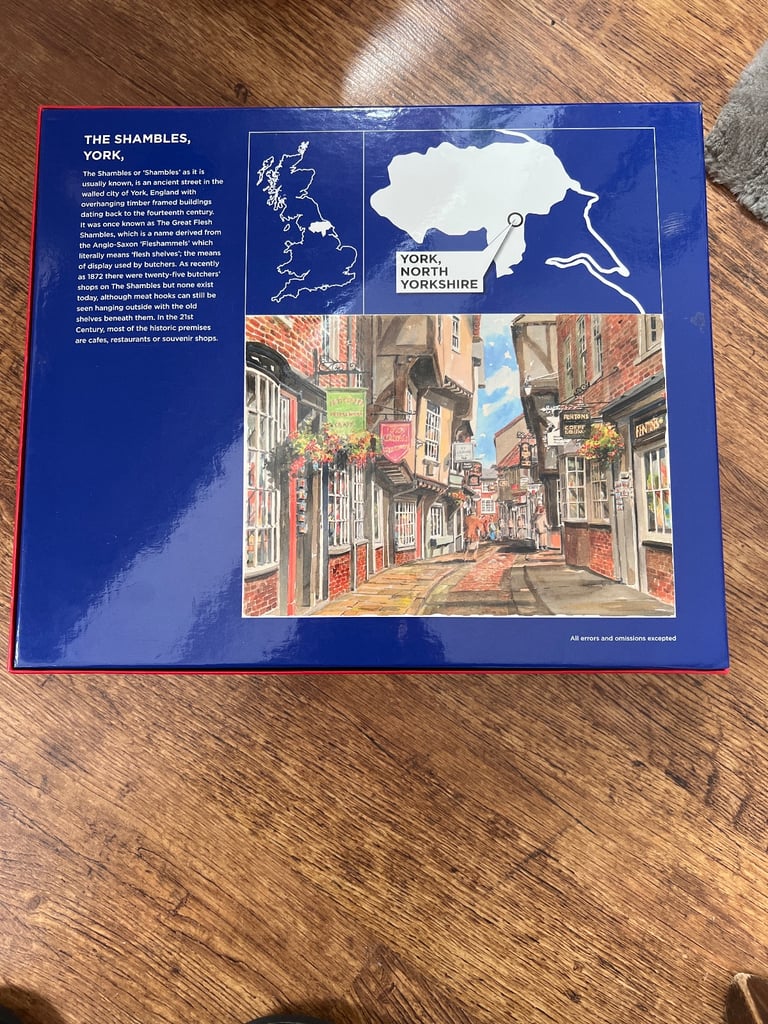 THE SHAMBLES,
YORK,
The Shambles or 'Shambles' as it is
usually known, is an ancient street in the
walled city of York, England with
overhanging timber framed buildings
dating back to the fourteenth century.
It was once known as The Great Flesh
Shambles, which is a name derived from
the Anglo-Saxon 'Fleshammels' which
literally means 'flesh shelves'; the means
of display used by butchers. As recently
as 1872 there were twenty-five butchers'
shops on The Shambles but none exist
today, although meat hooks can still be
seen hanging outside with the old
shelves beneath them. In the 21st
Century, most of the historic premises
are cafes, restaurants or souvenir shops.
YORK,
NORTH
YORKSHIRE
FENTONS
COFFEE
FENTONS
All errors and omissions excepted